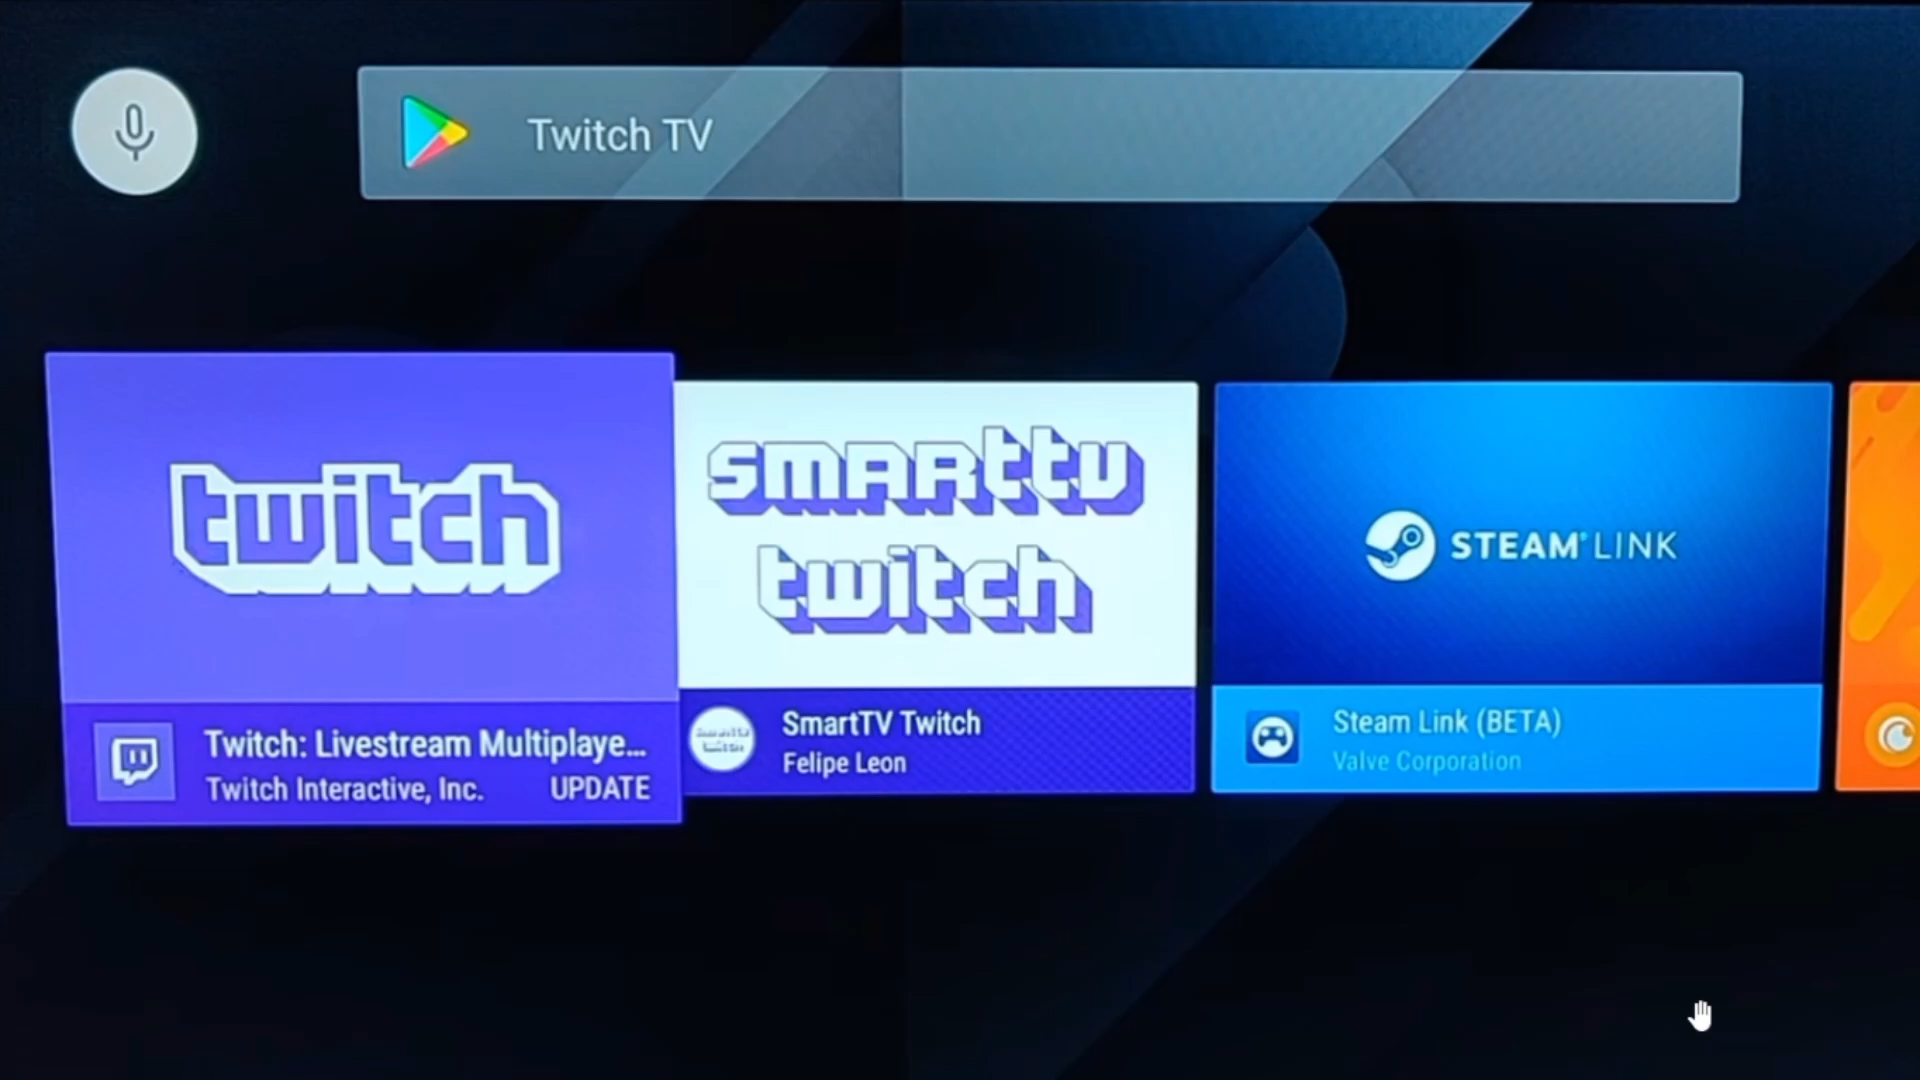 Twitch TV
twitch
smarttv
twitch
STEAM LINK
Twitch: Livestream Multiplaye...
Twitch Interactive, Inc. UPDATE
SmartTV Twitch
Felipe Leon
Steam Link (BETA)
Valve Corporation